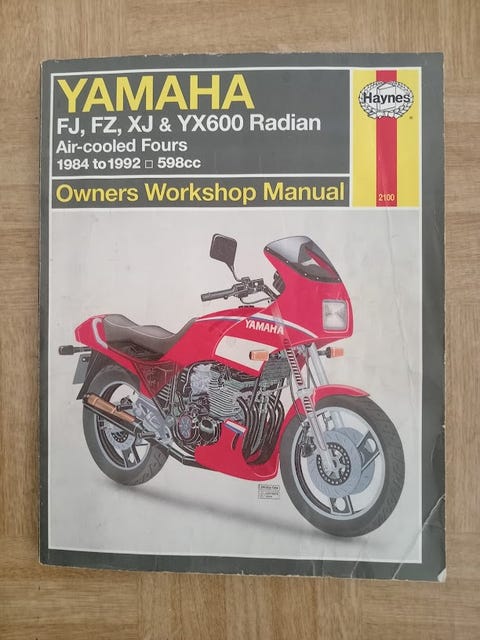 YAMAHA
FJ, FZ, XJ & YX600 Radian
Air-cooled Fours
1984 to 1992 □ 598cc
Owners Workshop Manual
Haynes
®
2100
YAMAHA